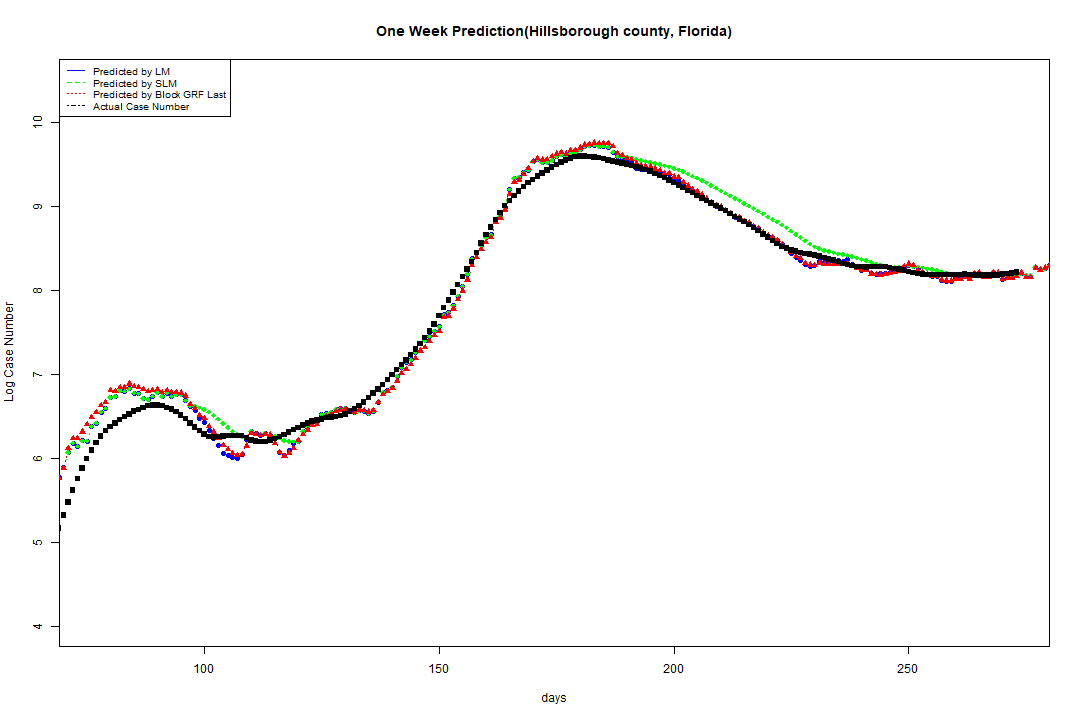 One Week Prediction(Hillsborough county, Florida)
Predicted by LM
Predicted by SLM
Predicted by Block GRF Last
Actual Case Number
10
9
8
7
6
5
4
Log Case Number
100 150 200 250
days